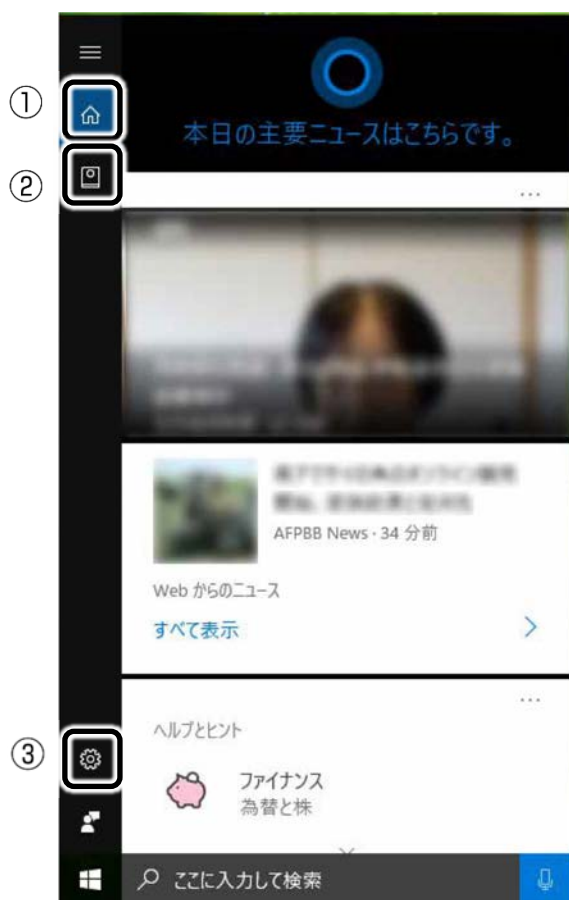 ①
本日の主要ニュースはこちらです。
②
AFPBB News · 34 分前
Web からのニュース
すべて表示
ヘルプとヒント
③
ファイナンス
為替と株
ここに入力して検索